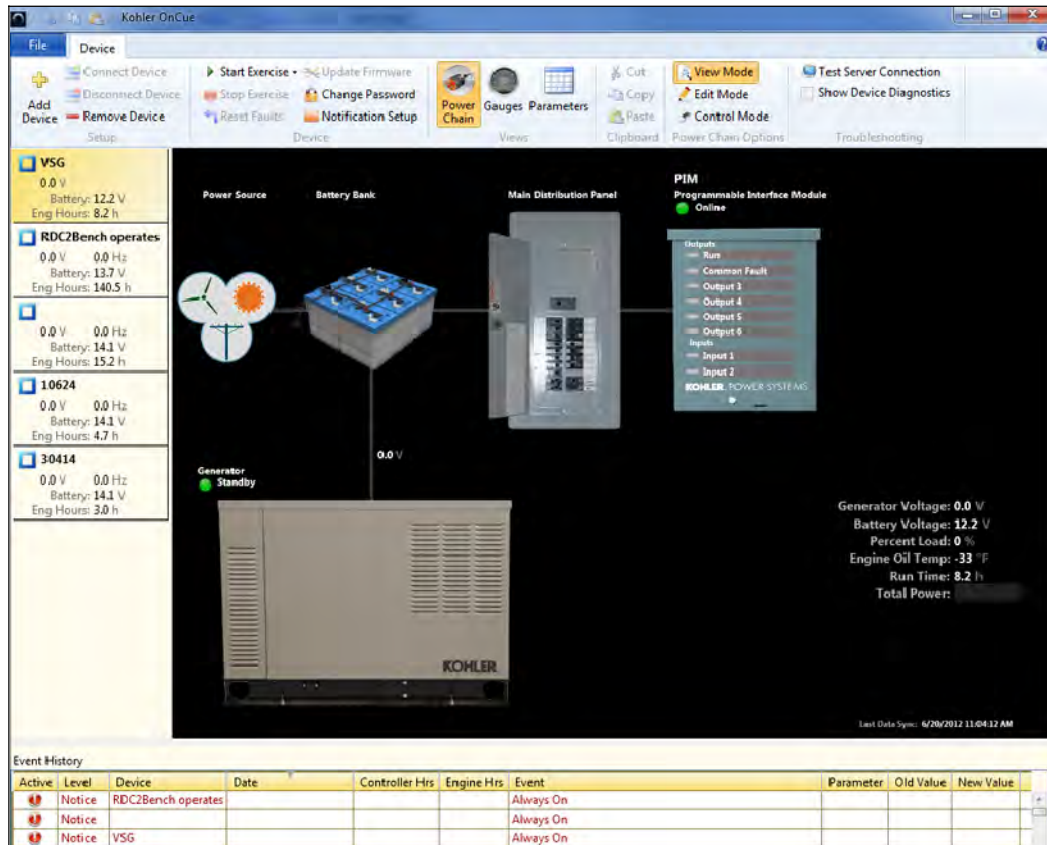 Kohler OnCue
File Device
Add Device
Connect Device
Disconnect Device
Remove Device
Setup
Start Exercise
Stop Exercise
Reset Faults
Update Firmware
Change Password
Notification Setup
Device
Power Chain
Gauges
Parameters
Views
Cut
Copy
Paste
Clipboard
View Mode
Edit Mode
Control Mode
Power Chain Options
Test Server Connection
Show Device Diagnostics
Troubleshooting
VSG
0.0 V
Battery: 12.2 V
Eng Hours: 8.2 h
RDC2Bench operates
0.0 V 0.0 Hz
Battery: 13.7 V
Eng Hours: 140.5 h
0.0 V 0.0 Hz
Battery: 14.1 V
Eng Hours: 15.2 h
10624
0.0 V 0.0 Hz
Battery: 14.1 V
Eng Hours: 4.7 h
30414
0.0 V 0.0 Hz
Battery: 14.1 V
Eng Hours: 3.0 h
Power Source
Battery Bank
Main Distribution Panel
PIM
Programmable Interface Module
Online
Outputs
Run
Common Fault
Output 3
Output 4
Output 5
Output 6
Inputs
Input 1
Input 2
KOHLER POWER SYSTEMS
0.0 V
Generator
Standby
KOHLER
Generator Voltage: 0.0 V
Battery Voltage: 12.2 V
Percent Load: 0 %
Engine Oil Temp: -33 °F
Run Time: 8.2 h
Total Power:
Last Data Sync: 6/20/2012 11:04:12 AM
Event History
Active Level Device Date Controller Hrs Engine Hrs Event Parameter Old Value New Value
Notice RDC2Bench operates Always On
Notice Always On
Notice VSG Always On